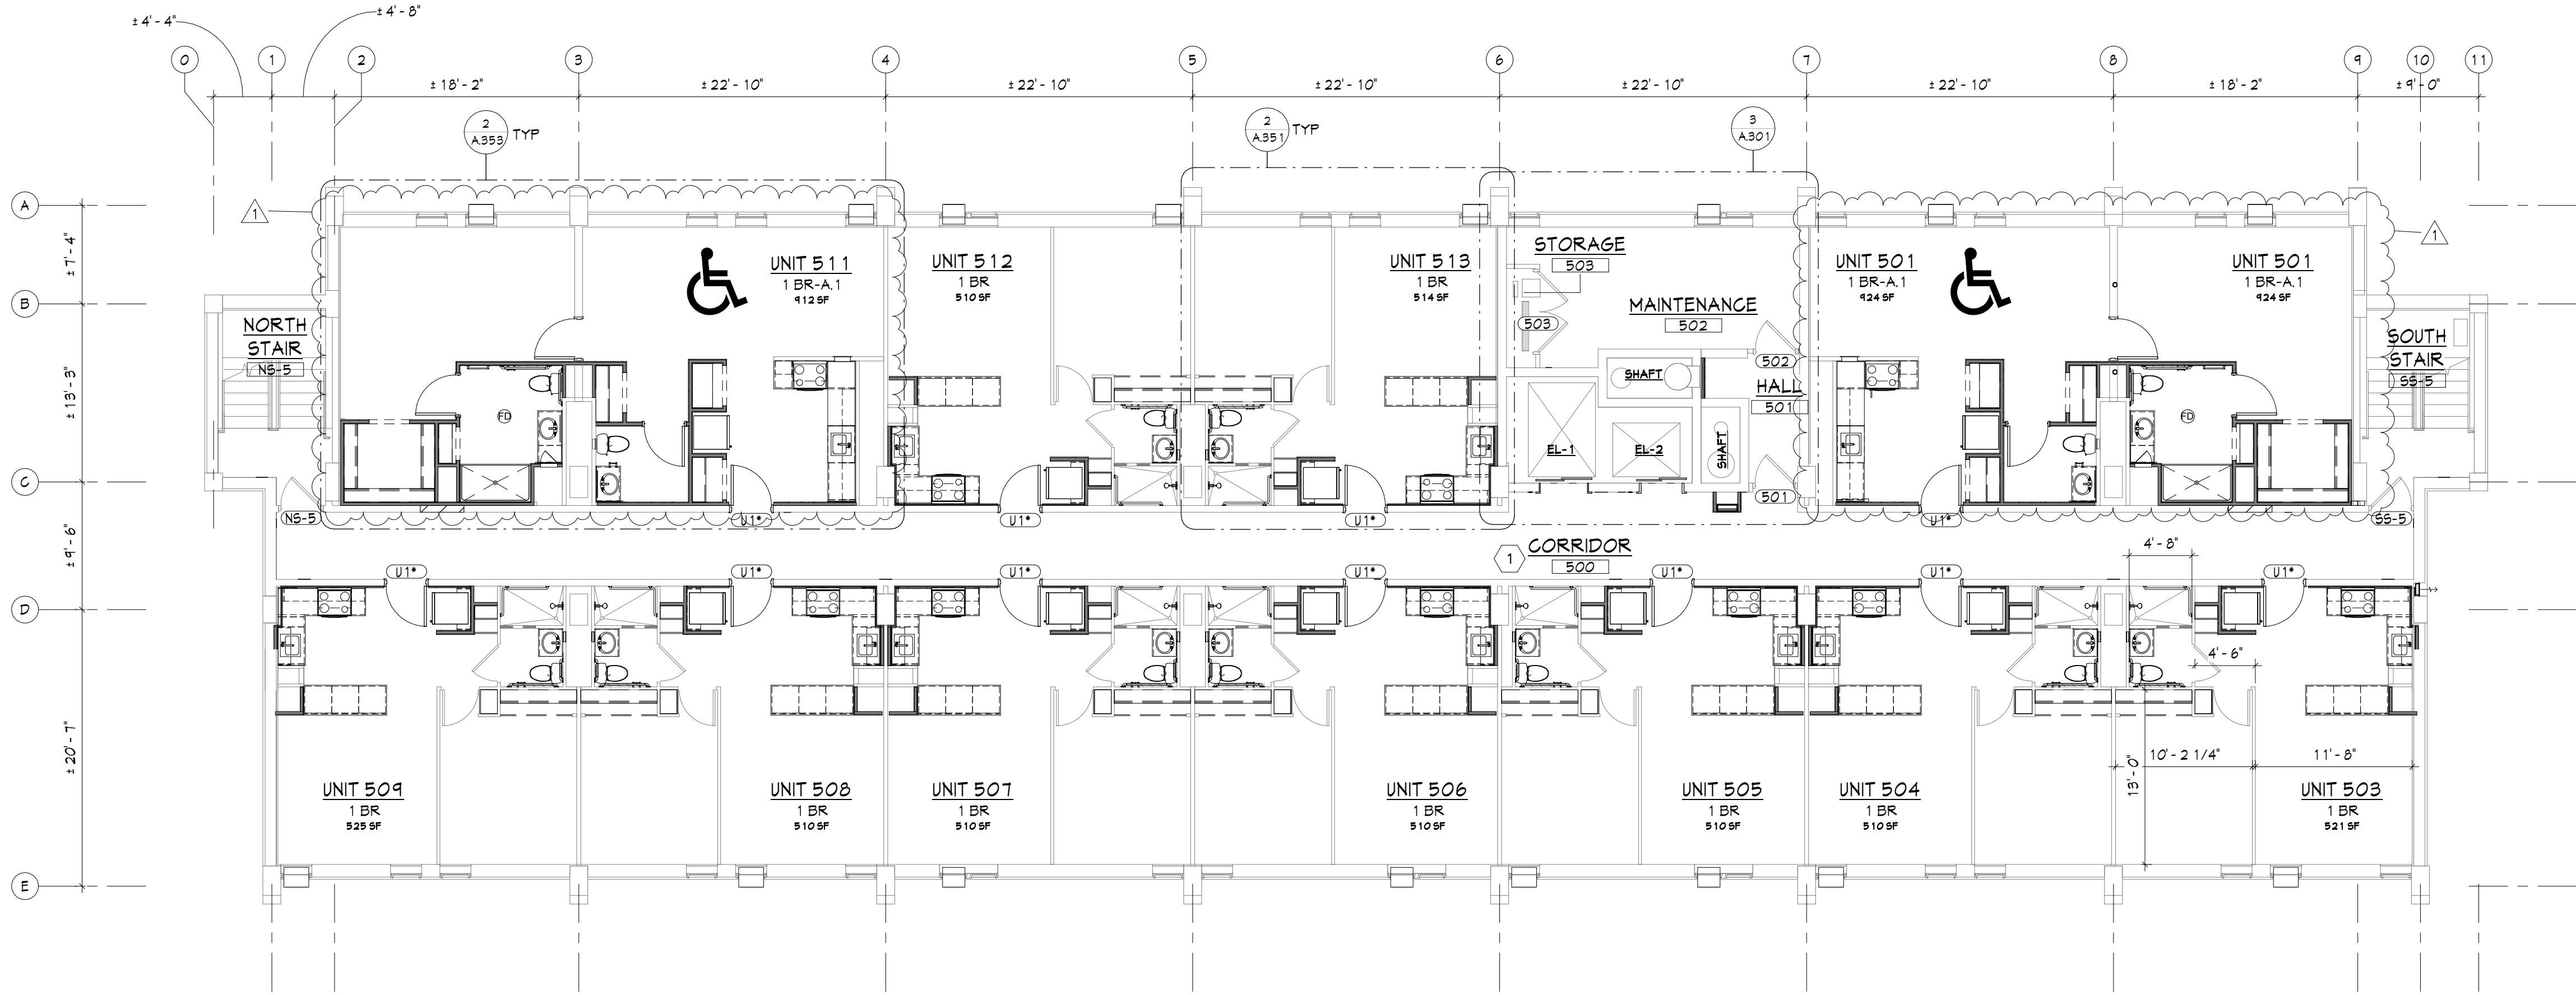 ± 4' - 4"
± 4' - 8"
0
1
2
3
4
5
6
7
8
9
10
11
± 18' - 2"
± 22' - 10"
± 22' - 10"
± 22' - 10"
± 22' - 10"
± 22' - 10"
± 18' - 2"
± 9' - 0"
2
A.353
TYP
2
A.351
TYP
3
A.301
A
B
C
D
E
± 7' - 4"
± 13' - 3"
± 9' - 6"
± 20' - 7"
1
1
NORTH
STAIR
NS-5
UNIT 511
1 BR-A.1
912 SF
UNIT 512
1 BR
510 SF
UNIT 513
1 BR
514 SF
STORAGE
503
503
MAINTENANCE
502
502
HALL
501
501
SHAFT
SHAFT
EL-1
EL-2
UNIT 501
1 BR-A.1
924 SF
UNIT 501
1 BR-A.1
924 SF
SOUTH
STAIR
SS-5
FD
FD
NS-5
U1*
U1*
U1*
U1*
SS-5
1
CORRIDOR
500
U1*
U1*
U1*
U1*
U1*
U1*
U1*
4' - 8"
4' - 6"
10' - 2 1/4"
11' - 8"
13' - 0"
UNIT 509
1 BR
525 SF
UNIT 508
1 BR
510 SF
UNIT 507
1 BR
510 SF
UNIT 506
1 BR
510 SF
UNIT 505
1 BR
510 SF
UNIT 504
1 BR
510 SF
UNIT 503
1 BR
521 SF